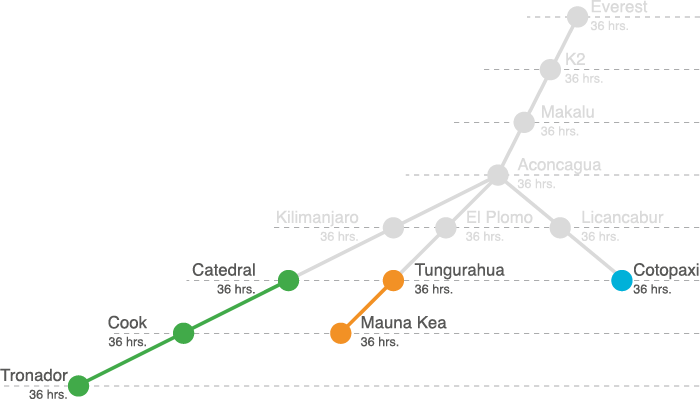 Everest
36 hrs.
K2
36 hrs.
Makalu
36 hrs.
Aconcagua
36 hrs.
Kilimanjaro
36 hrs.
El Plomo
36 hrs.
Licancabur
36 hrs.
Catedral
36 hrs.
Tungurahua
36 hrs.
Cotopaxi
36 hrs.
Cook
36 hrs.
Mauna Kea
36 hrs.
Tronador
36 hrs.